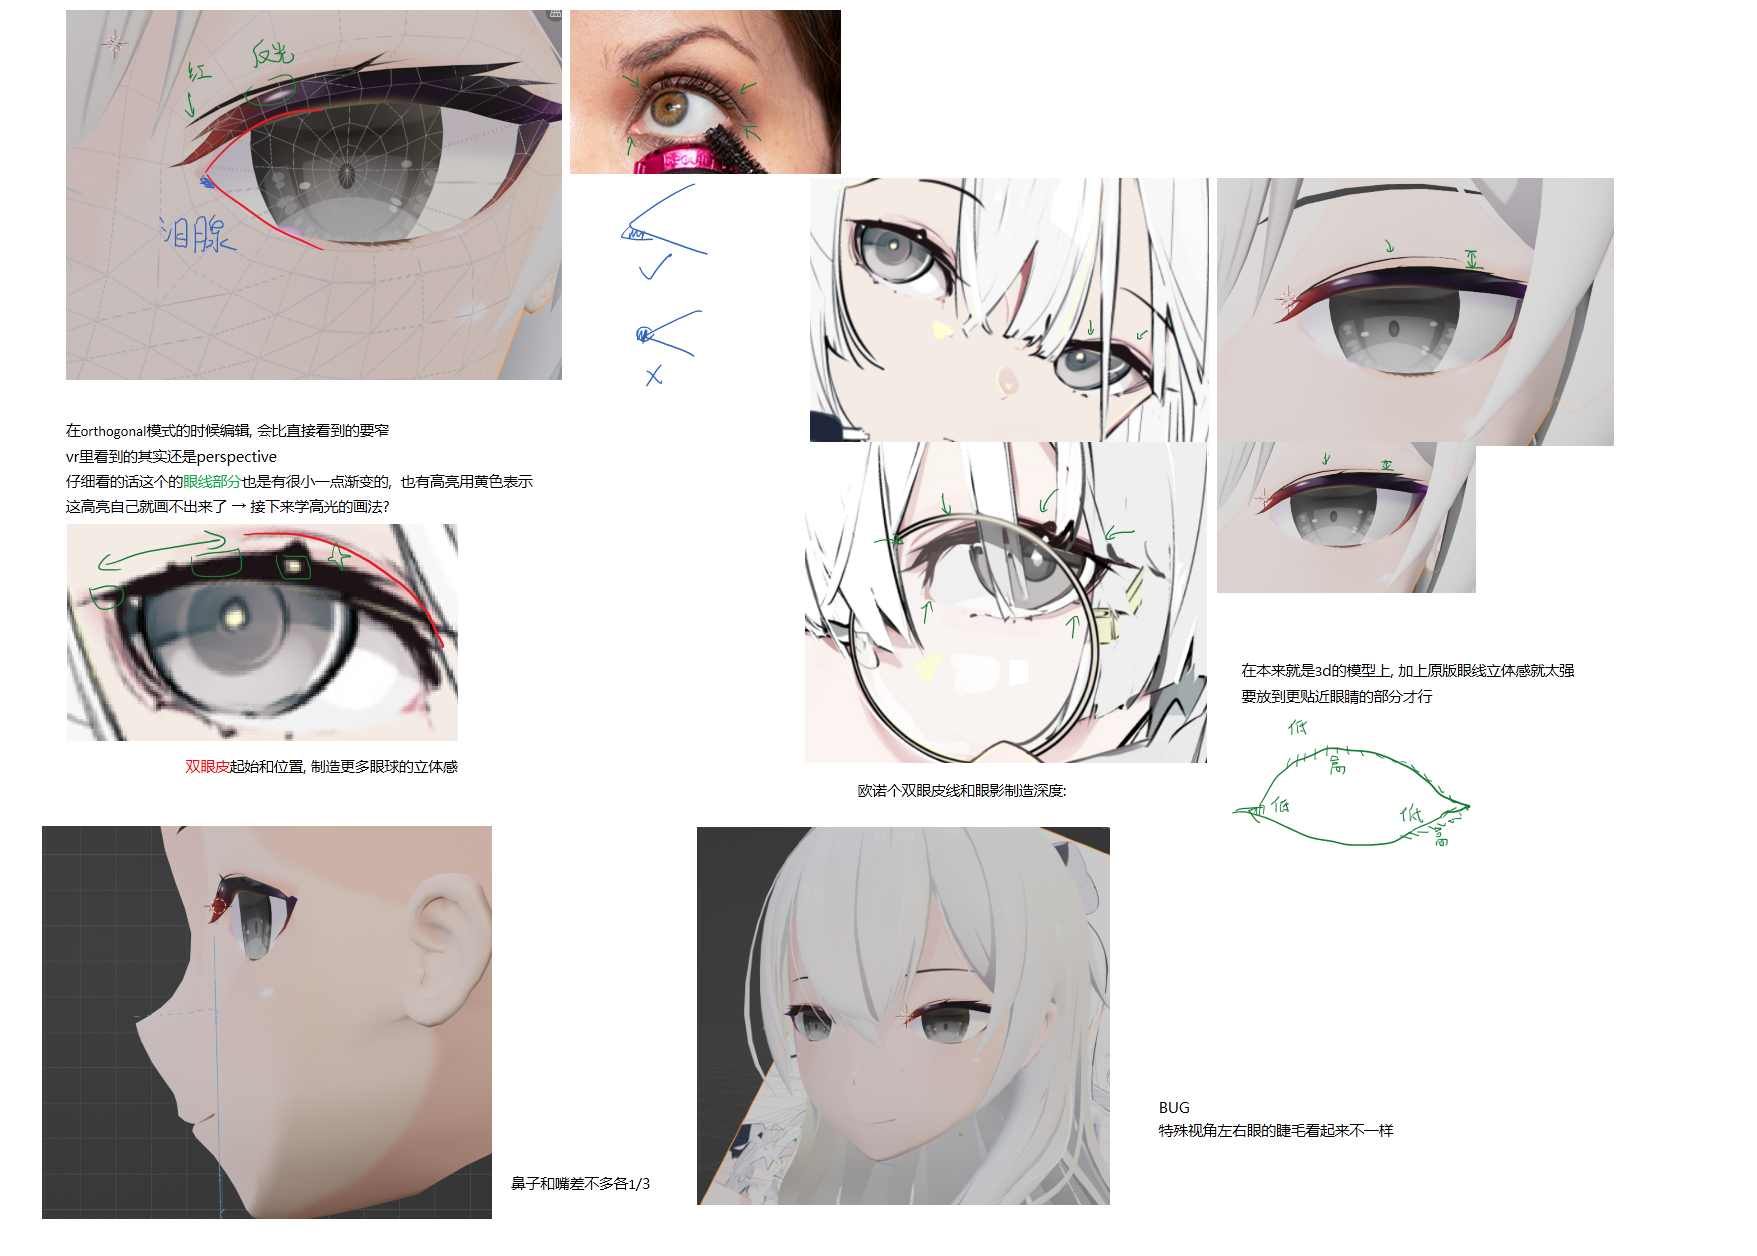 反光
红
泪腺
在orthogonal模式的时候编辑, 会比直接看到的要窄
vr里看到的其实还是perspective
仔细看的话这个的眼线部分也是有很小一点渐变的, 也有高亮用黄色表示
这高亮自己就画不出来了 → 接下来学高光的画法?
双眼皮起始和位置, 制造更多眼球的立体感
欧诺个双眼皮线和眼影制造深度:
在本来就是3d的模型上, 加上原版眼线立体感就太强
要放到更贴近眼睛的部分才行
低
高
低
低
高
鼻子和嘴差不多各1/3
BUG
特殊视角左右眼的睫毛看起来不一样